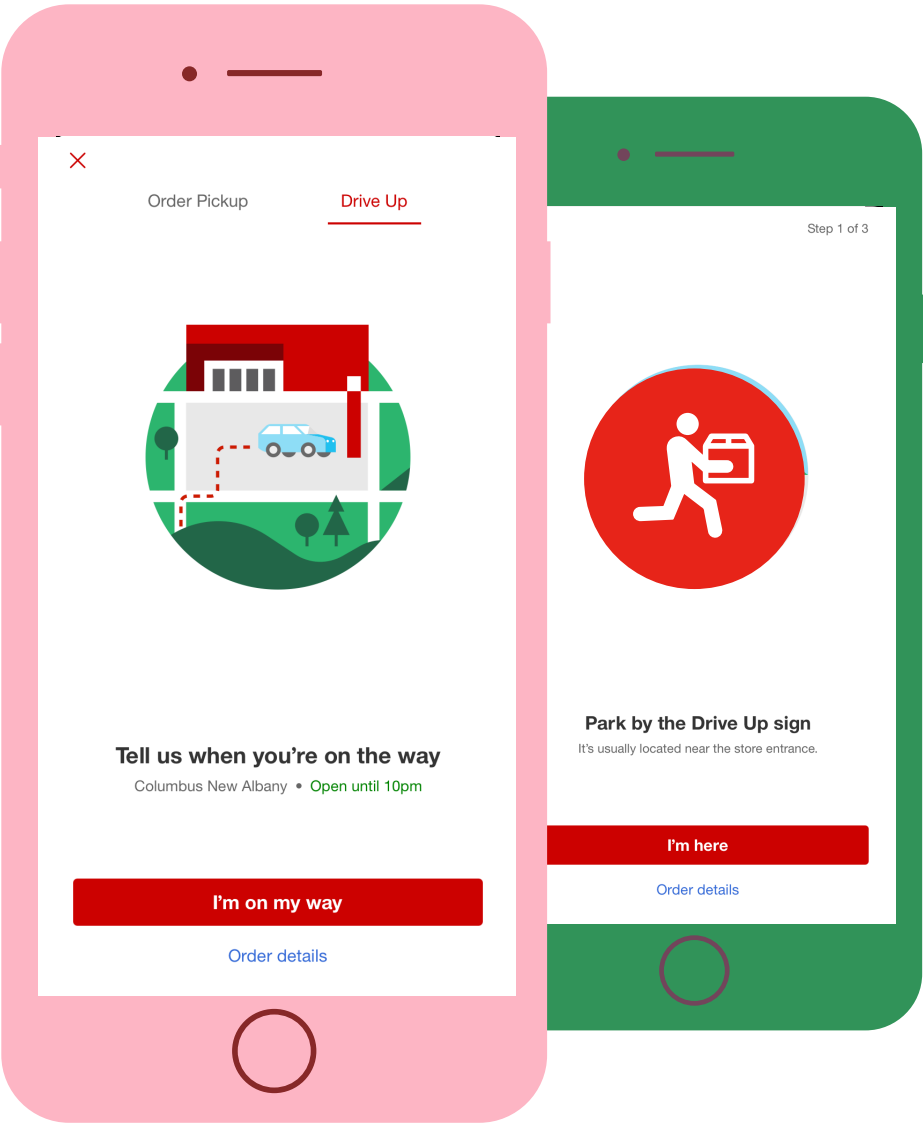 Order Pickup
Drive Up
Tell us when you’re on the way
Columbus New Albany • Open until 10pm
I’m on my way
Order details
Step 1 of 3
Park by the Drive Up sign
It’s usually located near the store entrance.
I’m here
Order details